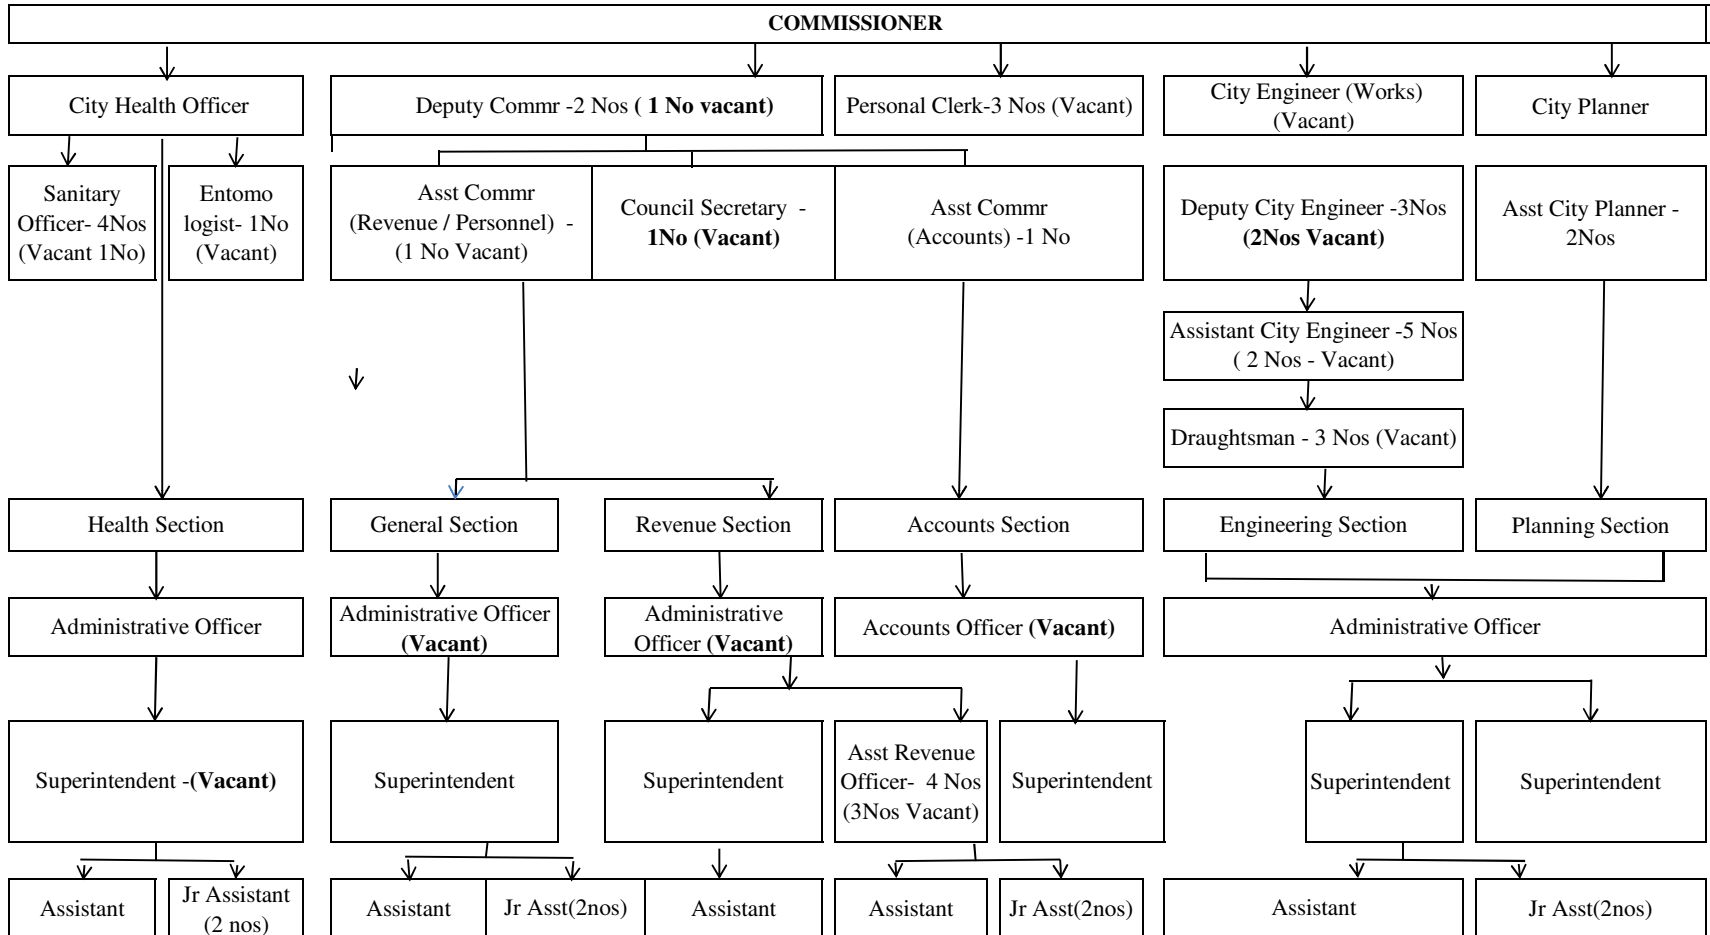 COMMISSIONER
City Health Officer
Deputy Commr -2 Nos ( 1 No vacant)
Personal Clerk-3 Nos (Vacant)
City Engineer (Works)
(Vacant)
City Planner
Sanitary
Officer- 4Nos
(Vacant 1No)
Entomo
logist- 1No
(Vacant)
Asst Commr
(Revenue / Personnel) -
(1 No Vacant)
Council Secretary -
1No (Vacant)
Asst Commr
(Accounts) -1 No
Deputy City Engineer -3Nos
(2Nos Vacant)
Asst City Planner -
2Nos
Assistant City Engineer -5 Nos
( 2 Nos - Vacant)
Draughtsman - 3 Nos (Vacant)
Health Section
General Section
Revenue Section
Accounts Section
Engineering Section
Planning Section
Administrative Officer
Administrative Officer
(Vacant)
Administrative
Officer (Vacant)
Accounts Officer (Vacant)
Administrative Officer
Superintendent -(Vacant)
Superintendent
Superintendent
Asst Revenue
Officer- 4 Nos
(3Nos Vacant)
Superintendent
Superintendent
Superintendent
Assistant
Jr Assistant
(2 nos)
Assistant
Jr Asst(2nos)
Assistant
Assistant
Jr Asst(2nos)
Assistant
Jr Asst(2nos)